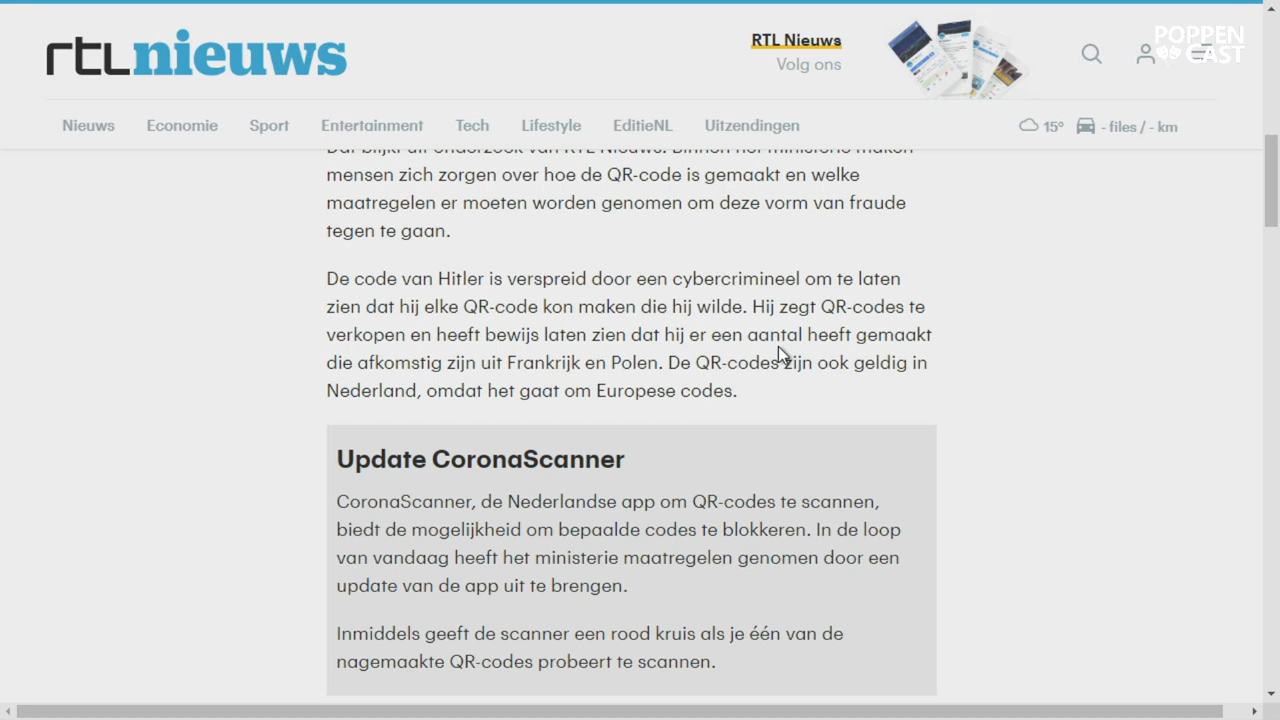 rtlnieuws
RTL Nieuws
Volg ons
POPPEN
CAST
Nieuws Economie Sport Entertainment Tech Lifestyle EditieNL Uitzendingen 15° - files / - km
Dat blijkt uit onderzoek van RTL Nieuws. Binnen het ministerie maken
mensen zich zorgen over hoe de QR-code is gemaakt en welke
maatregelen er moeten worden genomen om deze vorm van fraude
tegen te gaan.
De code van Hitler is verspreid door een cybercrimineel om te laten
zien dat hij elke QR-code kon maken die hij wilde. Hij zegt QR-codes te
verkopen en heeft bewijs laten zien dat hij er een aantal heeft gemaakt
die afkomstig zijn uit Frankrijk en Polen. De QR-codes zijn ook geldig in
Nederland, omdat het gaat om Europese codes.
Update CoronaScanner
CoronaScanner, de Nederlandse app om QR-codes te scannen,
biedt de mogelijkheid om bepaalde codes te blokkeren. In de loop
van vandaag heeft het ministerie maatregelen genomen door een
update van de app uit te brengen.
Inmiddels geeft de scanner een rood kruis als je één van de
nagemaakte QR-codes probeert te scannen.